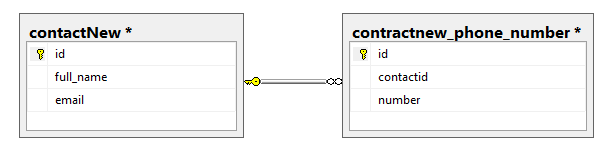 contactNew *
id
full_name
email
contractnew_phone_number *
id
contactid
number